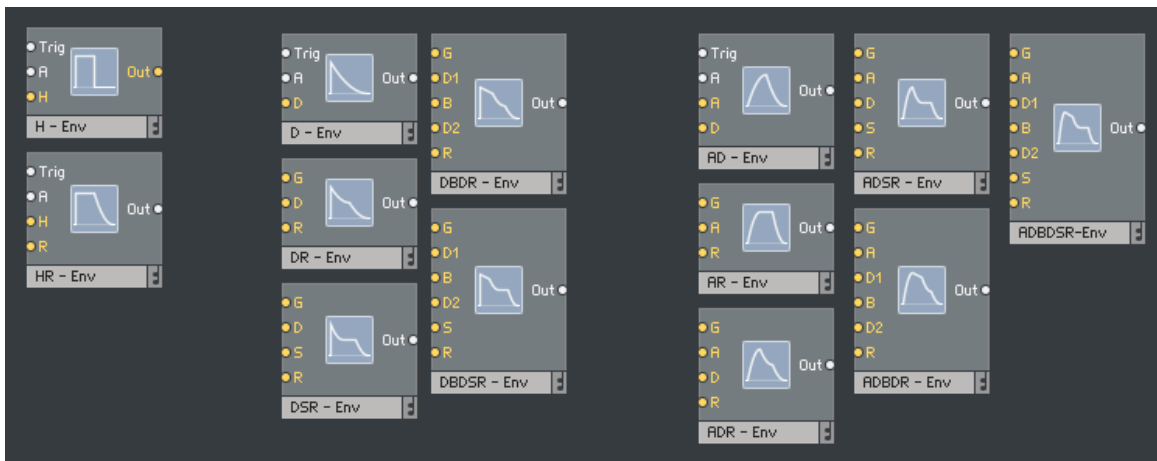 Trig
A
H
Out
H - Env
Trig
A
H
R
Out
HR - Env
Trig
A
D
Out
D - Env
G
D
R
Out
DR - Env
G
D
S
R
Out
DSR - Env
G
D1
B
D2
R
Out
DBDR - Env
G
D1
B
D2
S
R
Out
DBDSR - Env
Trig
A
A
D
Out
AD - Env
G
A
R
Out
AR - Env
G
A
D
R
Out
ADR - Env
G
A
D
S
R
Out
ADSR - Env
G
A
D1
B
D2
R
Out
ADBDR - Env
G
A
D1
B
D2
S
R
Out
ADBDSR-Env